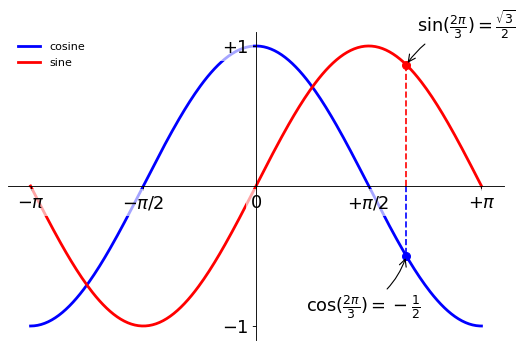 sin(2π/3) = √3/2
cosine
sine
+1
−π
−π/2
0
+π/2
+π
cos(2π/3) = −1/2
−1